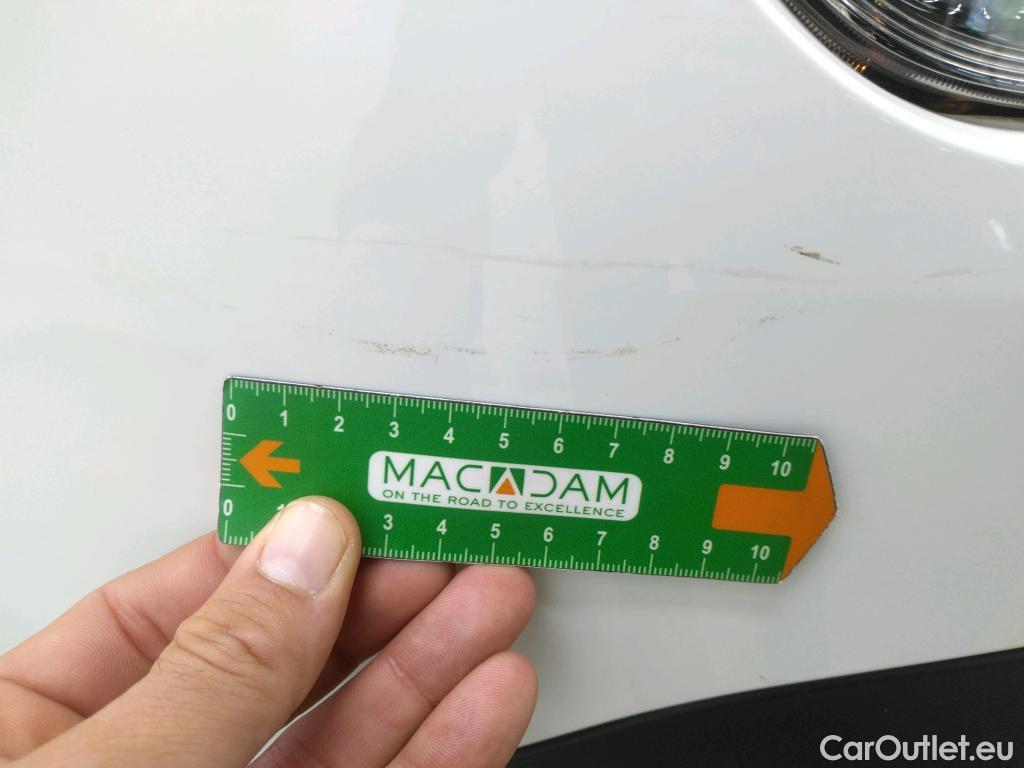 0 1 2 3 4 5 6 7 8 9 10
MACADAM
ON THE ROAD TO EXCELLENCE
0 1 3 4 5 6 7 8 9 10
CarOutlet.eu